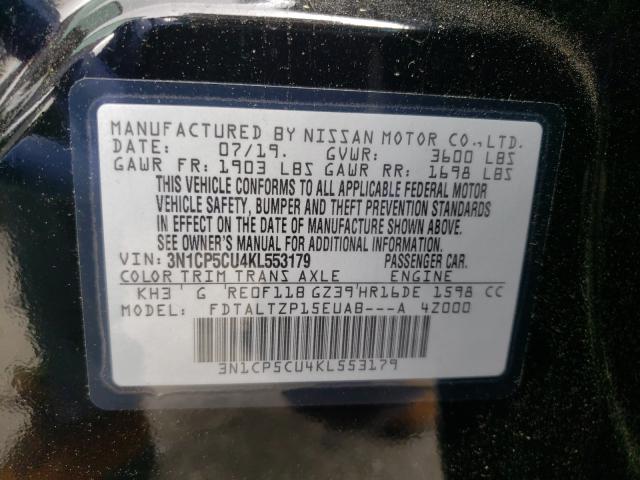 MANUFACTURED BY NISSAN MOTOR CO.,LTD.
DATE: 07/19. GVWR: 3600 LBS
GAWR FR: 1903 LBS GAWR RR: 1698 LBS
THIS VEHICLE CONFORMS TO ALL APPLICABLE FEDERAL MOTOR
VEHICLE SAFETY, BUMPER AND THEFT PREVENTION STANDARDS
IN EFFECT ON THE DATE OF MANUFACTURE SHOWN ABOVE.
SEE OWNER'S MANUAL FOR ADDITIONAL INFORMATION.
VIN: 3N1CP5CU4KL553179 PASSENGER CAR.
COLOR TRIM TRANS AXLE ENGINE
KH3 ' G 'RE0F11B GZ39'HR16DE 1598 CC
MODEL: FDTALTZP15EUAB---A 4Z000
3N1CP5CU4KL553179